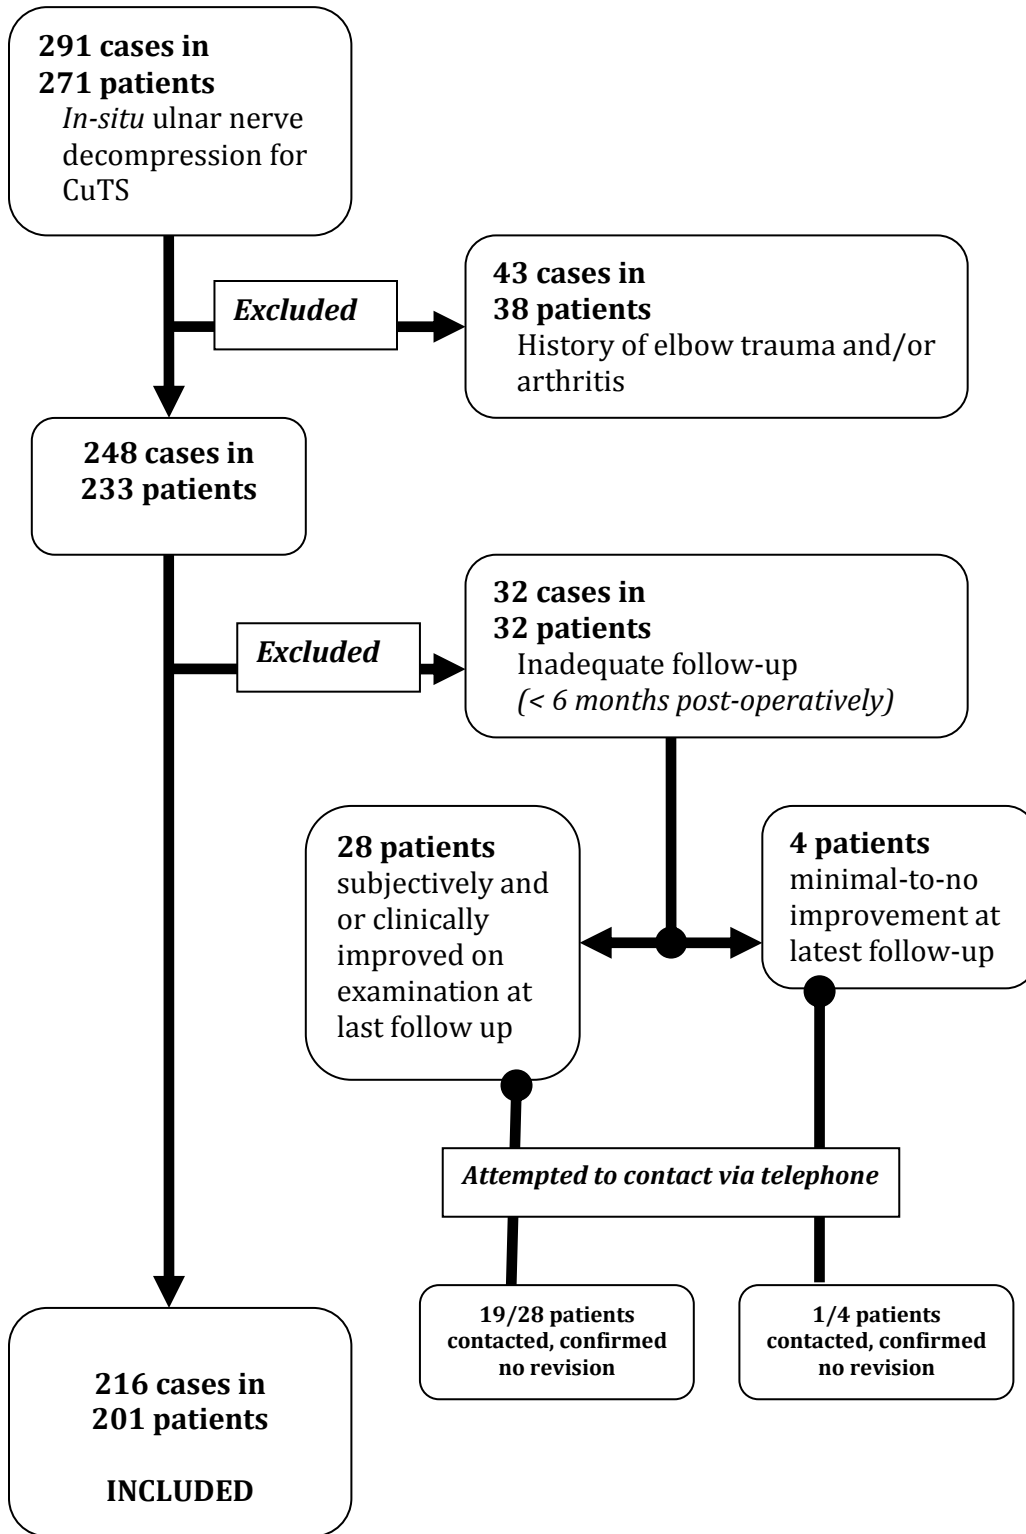 291 cases in
271 patients
In-situ ulnar nerve
decompression for
CuTS
Excluded
43 cases in
38 patients
History of elbow trauma and/or
arthritis
248 cases in
233 patients
Excluded
32 cases in
32 patients
Inadequate follow-up
(< 6 months post-operatively)
28 patients
subjectively and
or clinically
improved on
examination at
last follow up
4 patients
minimal-to-no
improvement at
latest follow-up
Attempted to contact via telephone
19/28 patients
contacted, confirmed
no revision
1/4 patients
contacted, confirmed
no revision
216 cases in
201 patients
INCLUDED